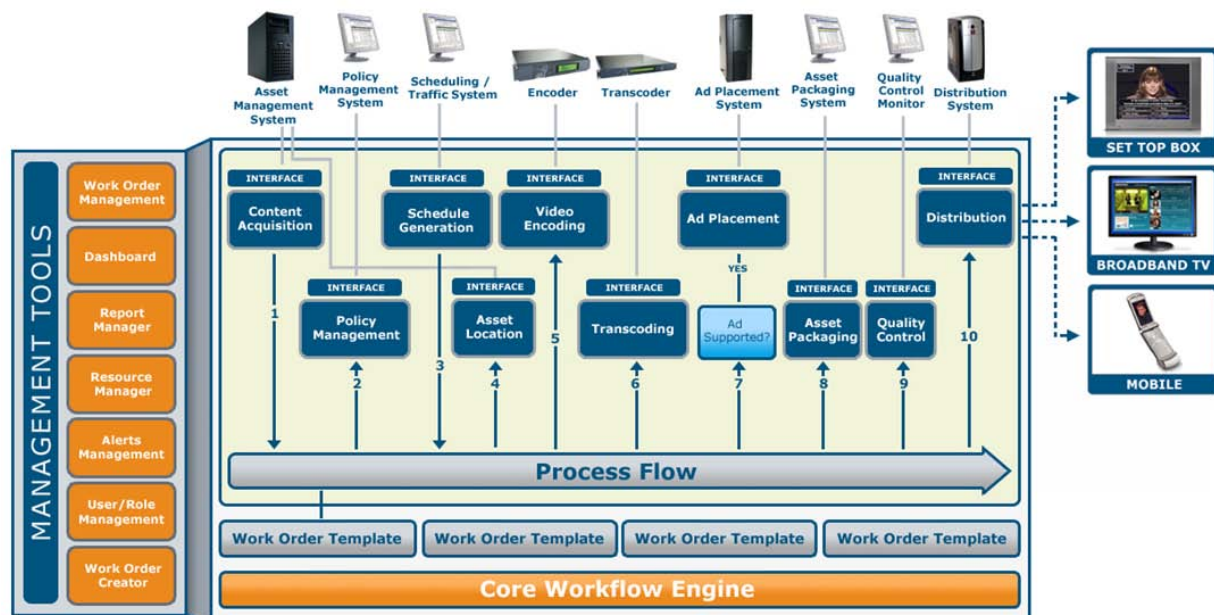 Asset
Management
System
Policy
Management
System
Scheduling /
Traffic System
Encoder
Transcoder
Ad Placement
System
Asset
Packaging
System
Quality
Control
Monitor
Distribution
System
SET TOP BOX
BROADBAND TV
MOBILE
MANAGEMENT TOOLS
Work Order
Management
Dashboard
Report
Manager
Resource
Manager
Alerts
Management
User/Role
Management
Work Order
Creator
INTERFACE
Content
Acquisition
INTERFACE
Schedule
Generation
INTERFACE
Video
Encoding
INTERFACE
Ad Placement
INTERFACE
Distribution
YES
INTERFACE
Policy
Management
INTERFACE
Asset
Location
INTERFACE
Transcoding
Ad
Supported?
INTERFACE
Asset
Packaging
INTERFACE
Quality
Control
1
2
3
4
5
6
7
8
9
10
Process Flow
Work Order Template
Work Order Template
Work Order Template
Work Order Template
Core Workflow Engine